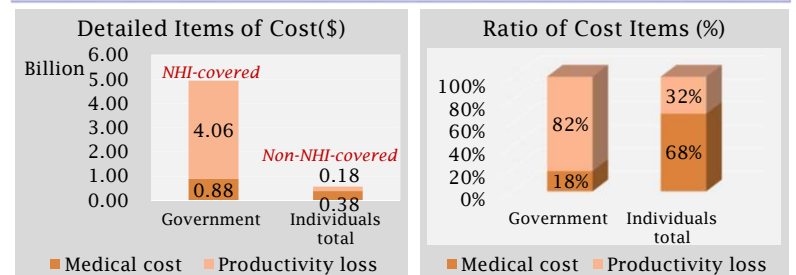 Detailed Items of Cost($)
Billion
6.00
5.00
4.00
3.00
2.00
1.00
0.00
NHI-covered
4.06
0.88
Non-NHI-covered
0.18
0.38
Government
Individuals
total
Medical cost
Productivity loss
Ratio of Cost Items (%)
100%
80%
60%
40%
20%
0%
82%
18%
32%
68%
Government
Individuals
total
Medical cost
Productivity loss